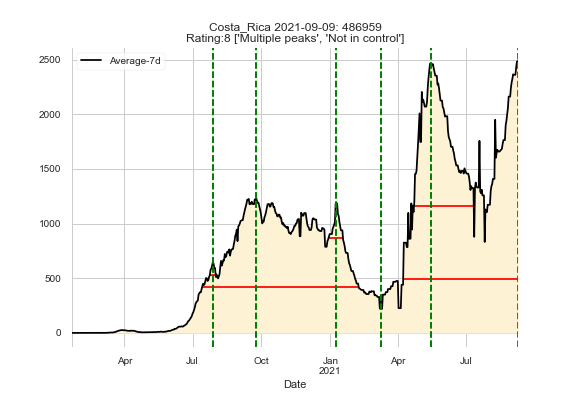 Costa_Rica 2021-09-09: 486959
Rating:8 ['Multiple peaks', 'Not in control']
Average-7d
2500
2000
1500
1000
500
0
Apr Jul Oct Jan Apr Jul
2021
Date